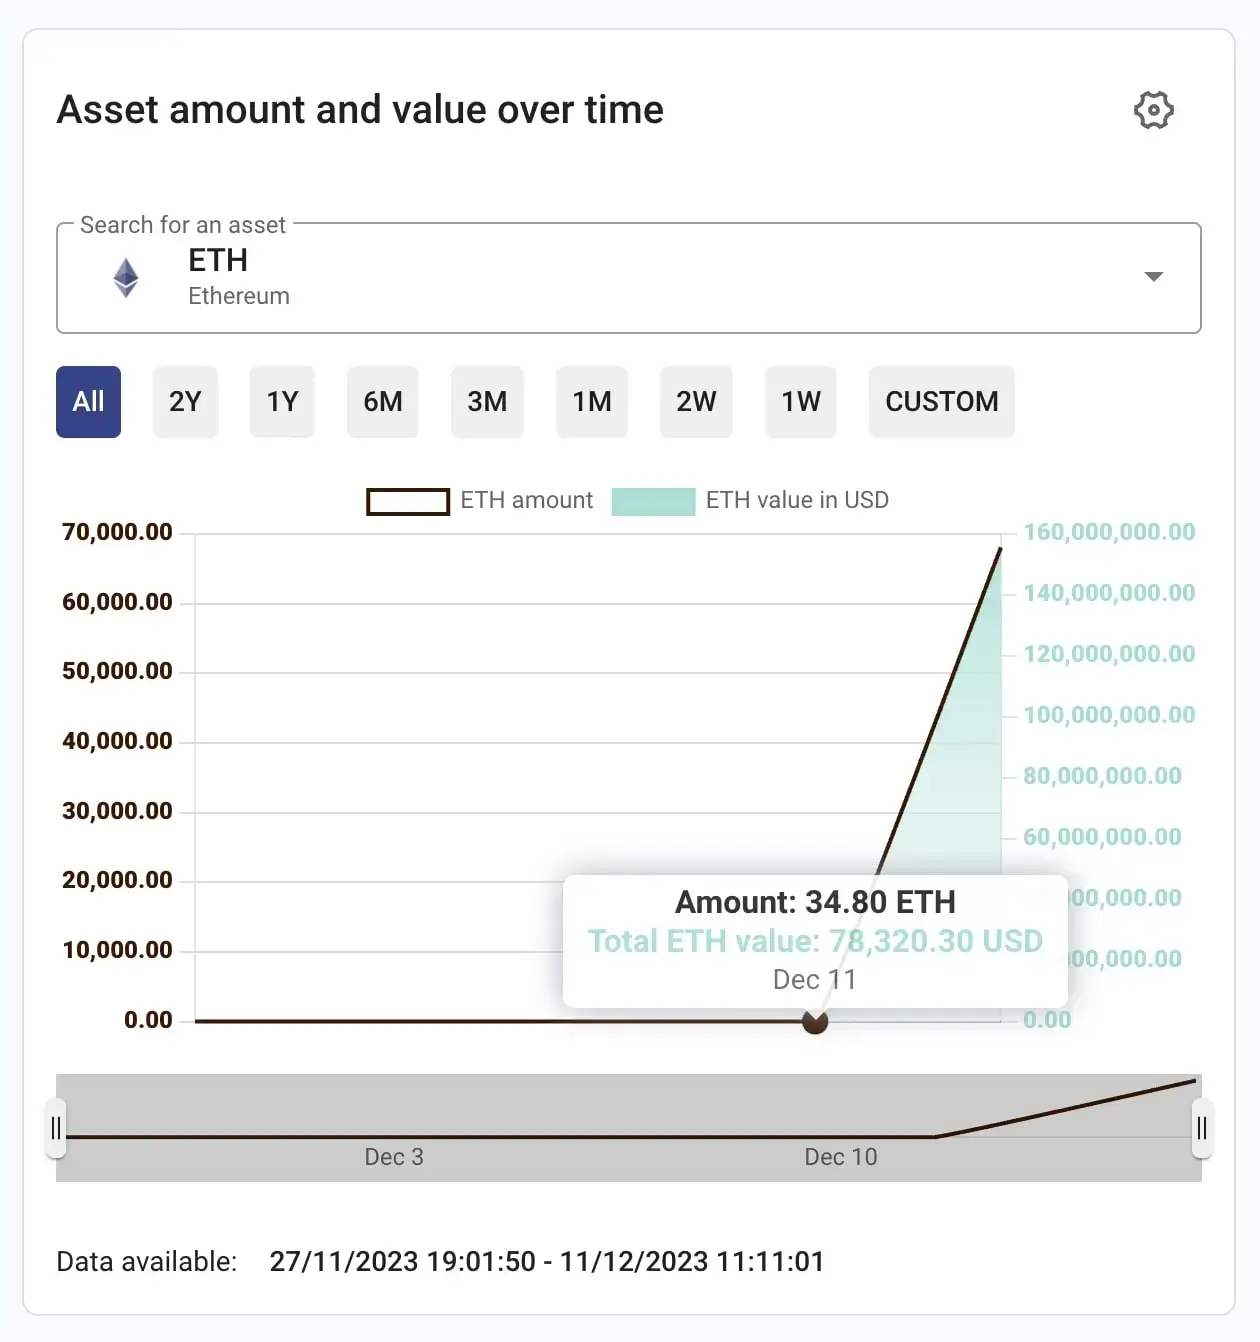 Asset amount and value over time
Search for an asset
ETH
Ethereum
All 2Y 1Y 6M 3M 1M 2W 1W CUSTOM
ETH amount ETH value in USD
70,000.00 160,000,000.00
60,000.00 140,000,000.00
50,000.00 120,000,000.00
40,000.00 100,000,000.00
30,000.00 80,000,000.00
60,000,000.00
20,000.00 00,000.00
10,000.00 00,000.00
0.00 0.00
Amount: 34.80 ETH
Total ETH value: 78,320.30 USD
Dec 11
Dec 3 Dec 10
Data available: 27/11/2023 19:01:50 - 11/12/2023 11:11:01